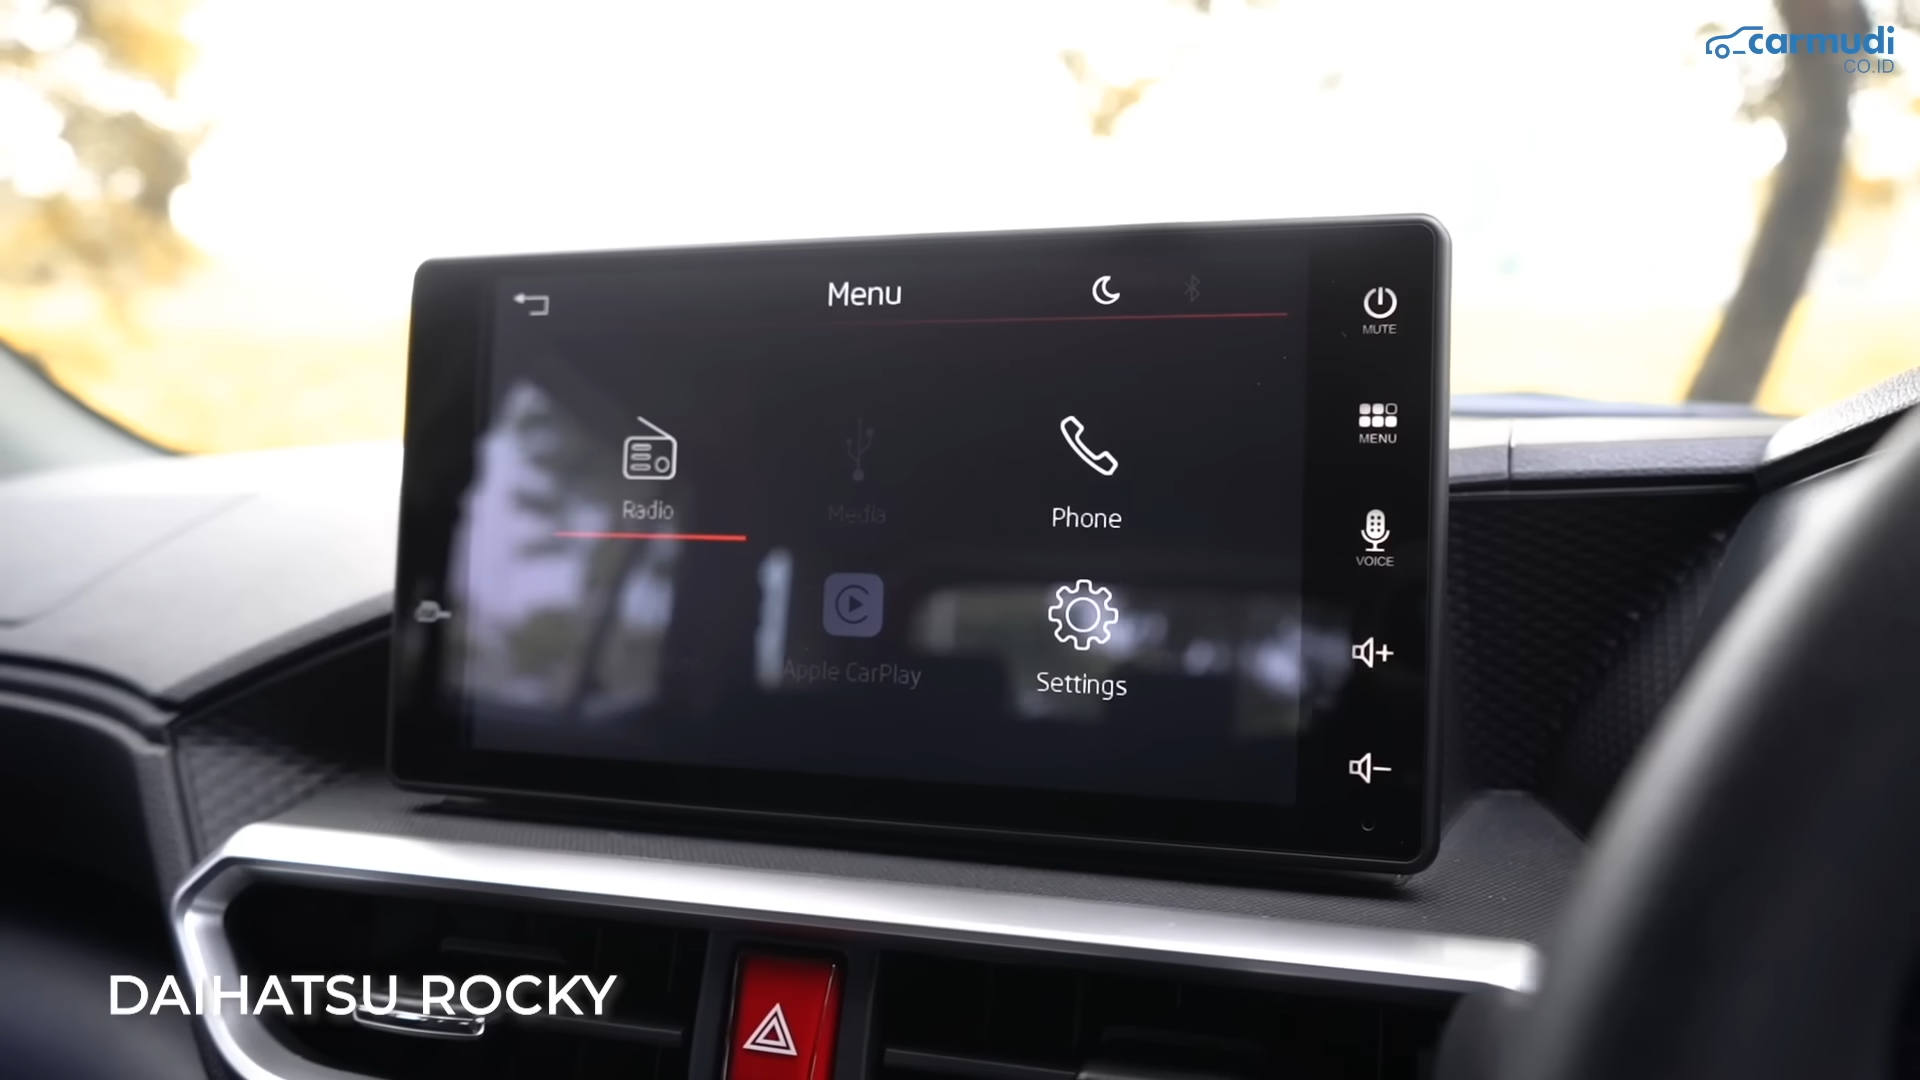 carmudi
CO.ID
Menu
MUTE
MENU
Radio
Media
Phone
VOICE
Apple CarPlay
Settings
DAIHATSU ROCKY